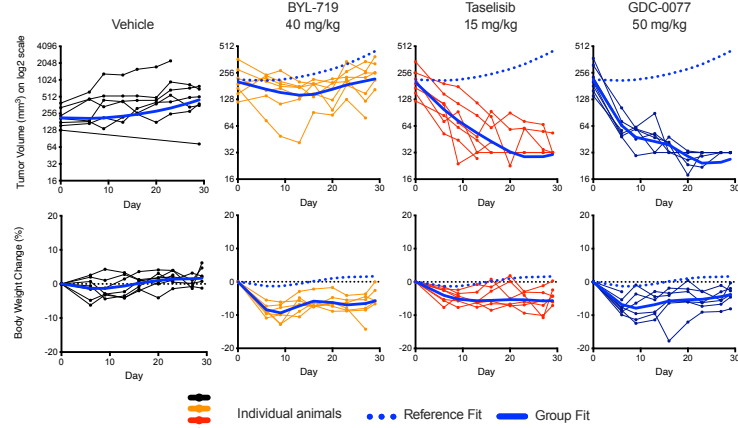 Vehicle
BYL-719
40 mg/kg
Taselisib
15 mg/kg
GDC-0077
50 mg/kg
Tumor Volume (mm³) on log2 scale
4096
2048
1024
512
256
128
64
32
16
0 10 20 30
Day
512
256
128
64
32
16
0 10 20 30
Day
512
256
128
64
32
16
0 10 20 30
Day
512
256
128
64
32
16
0 10 20 30
Day
Body Weight Change (%)
20
10
0
-10
-20
0 10 20 30
Day
20
10
0
-10
-20
0 10 20 30
Day
20
10
0
-10
-20
0 10 20 30
Day
20
10
0
-10
-20
0 10 20 30
Day
Individual animals Reference Fit Group Fit